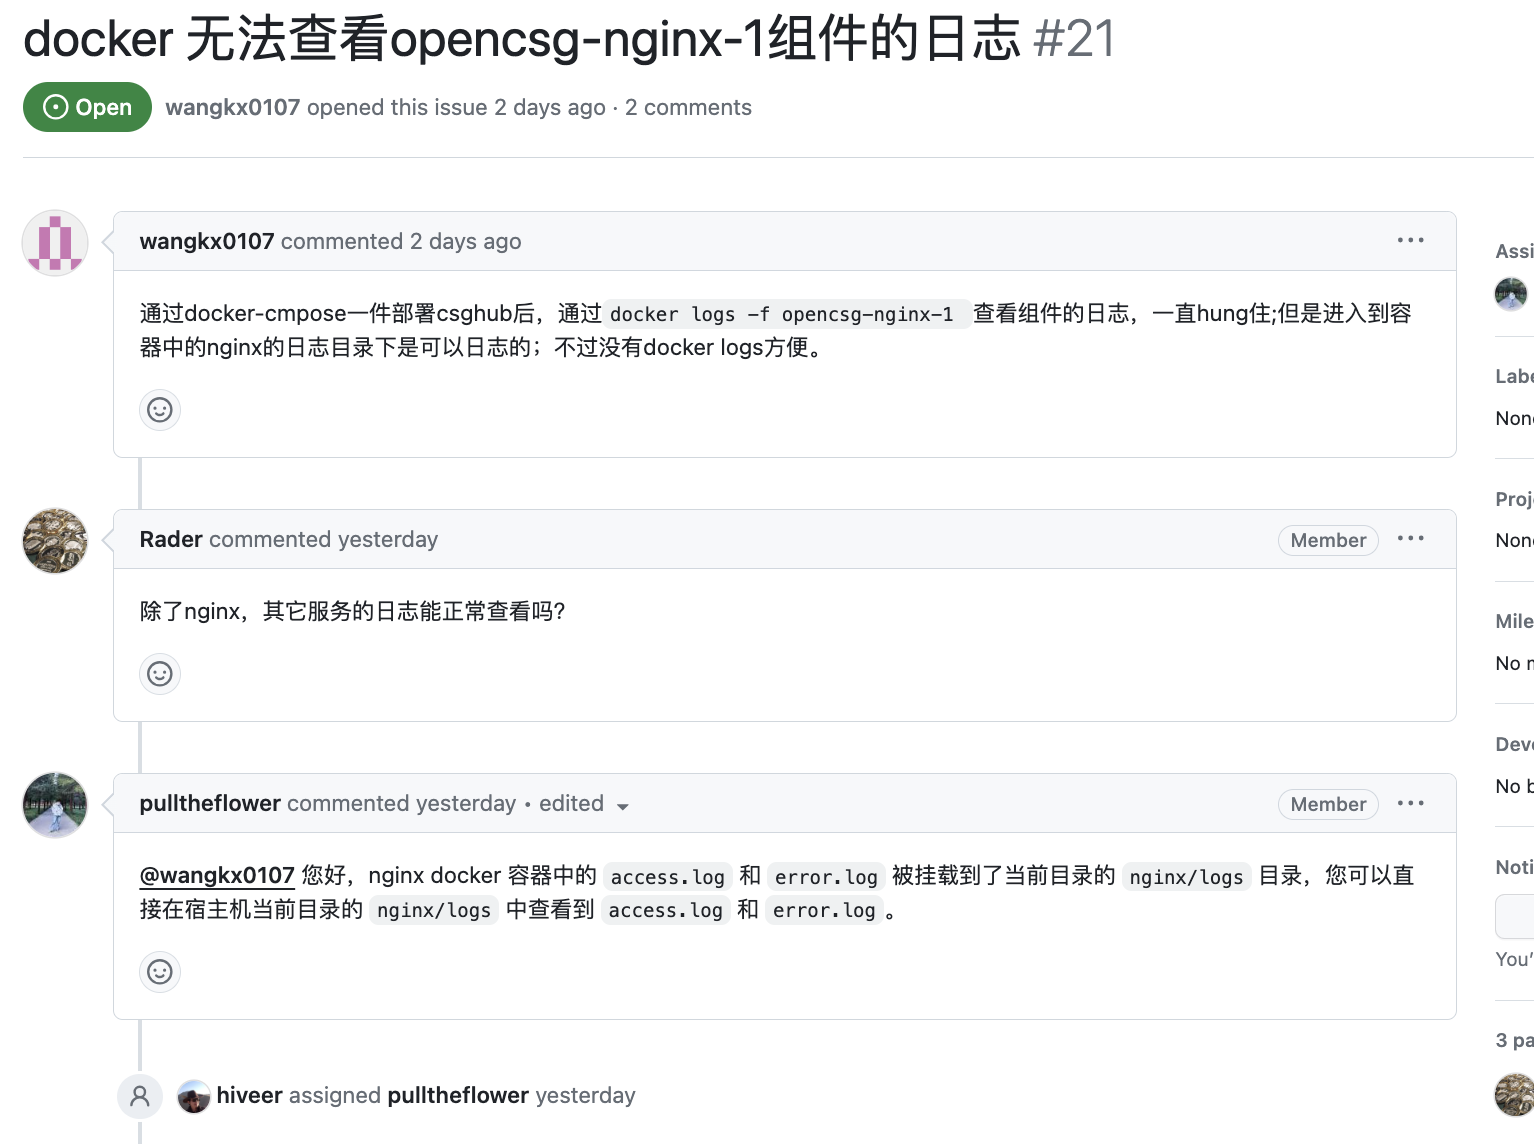 docker 无法查看opencsg-nginx-1组件的日志 #21
Open wangkx0107 opened this issue 2 days ago · 2 comments
wangkx0107 commented 2 days ago
通过docker-cmpose一件部署csghub后，通过 docker logs -f opencsg-nginx-1 查看组件的日志，一直hung住;但是进入到容
器中的nginx的日志目录下是可以日志的；不过没有docker logs方便。
Rader commented yesterday Member
除了nginx，其它服务的日志能正常查看吗?
pulltheflower commented yesterday • edited Member
@wangkx0107 您好，nginx docker 容器中的 access.log 和 error.log 被挂载到了当前目录的 nginx/logs 目录，您可以直
接在宿主机当前目录的 nginx/logs 中查看到 access.log 和 error.log 。
hiveer assigned pulltheflower yesterday
Assi
Labe
None
Proj
None
Mile
No
Deve
No
Noti
You'
3 pa